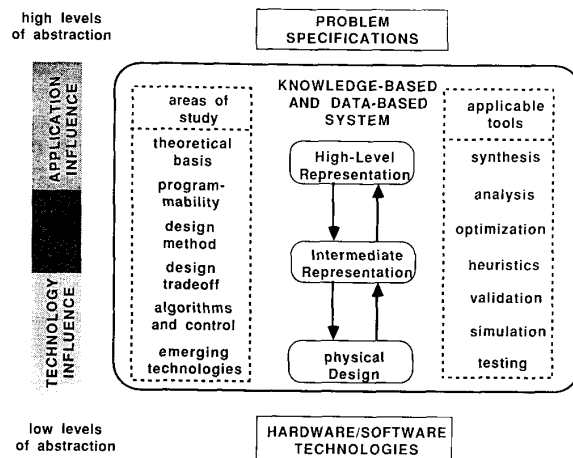 high levels
of abstraction
PROBLEM
SPECIFICATIONS
APPLICATION
INFLUENCE
TECHNOLOGY
INFLUENCE
areas of
study
theoretical
basis
program-
mability
design
method
design
tradeoff
algorithms
and control
emerging
technologies
KNOWLEDGE-BASED
AND DATA-BASED
SYSTEM
High-Level
Representation
Intermediate
Representation
physical
Design
applicable
tools
synthesis
analysis
optimization
heuristics
validation
simulation
testing
low levels
of abstraction
HARDWARE/SOFTWARE
TECHNOLOGIES